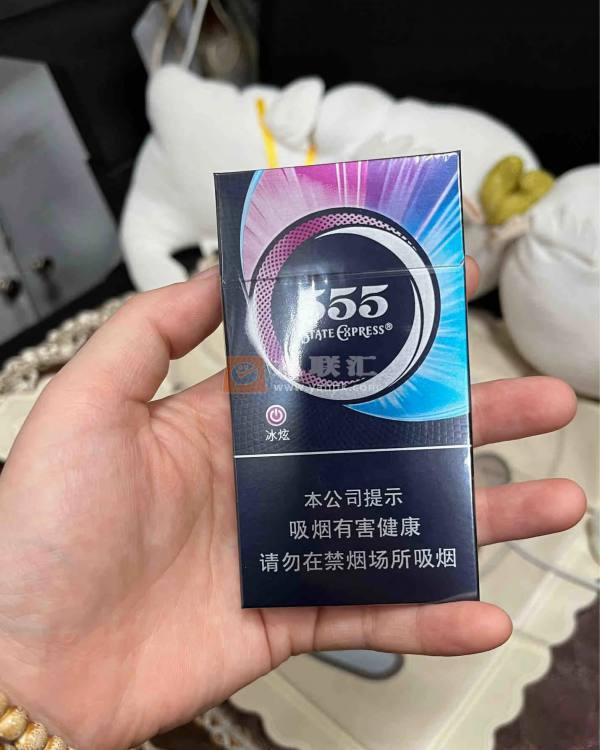 555
STATE EXPRESS®
联汇
冰炫
本公司提示
吸烟有害健康
请勿在禁烟场所吸烟